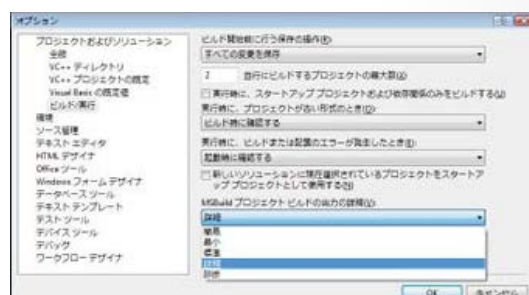 オプション
プロジェクトおよびソリューション
全般
VC++ ディレクトリ
VC++ プロジェクトの既定
Visual Basic の既定値
ビルド/実行
環境
ソース管理
テキスト エディタ
HTML デザイナ
Office ツール
Windows フォーム デザイナ
データベース ツール
テキスト テンプレート
テスト ツール
デバイス ツール
デバッグ
ワークフロー デザイナ
ビルド開始前に行う保存の操作(B)
すべての変更を保存
2 並行にビルドするプロジェクトの最大数(M)
実行時に、スタートアップ プロジェクトおよび依存関係のみをビルドする(U)
実行時に、プロジェクトが古い形式のとき(O)
ビルド時に確認する
実行時に、ビルドまたは配置のエラーが発生したとき(E)
起動時に確認する
新しいソリューションに現在選択されているプロジェクトをスタートア
ップ プロジェクトとして使用する(N)
MSBuild プロジェクト ビルドの出力の詳細(V)
詳細
簡易
最小
標準
詳細
診断
OK
キャンセル